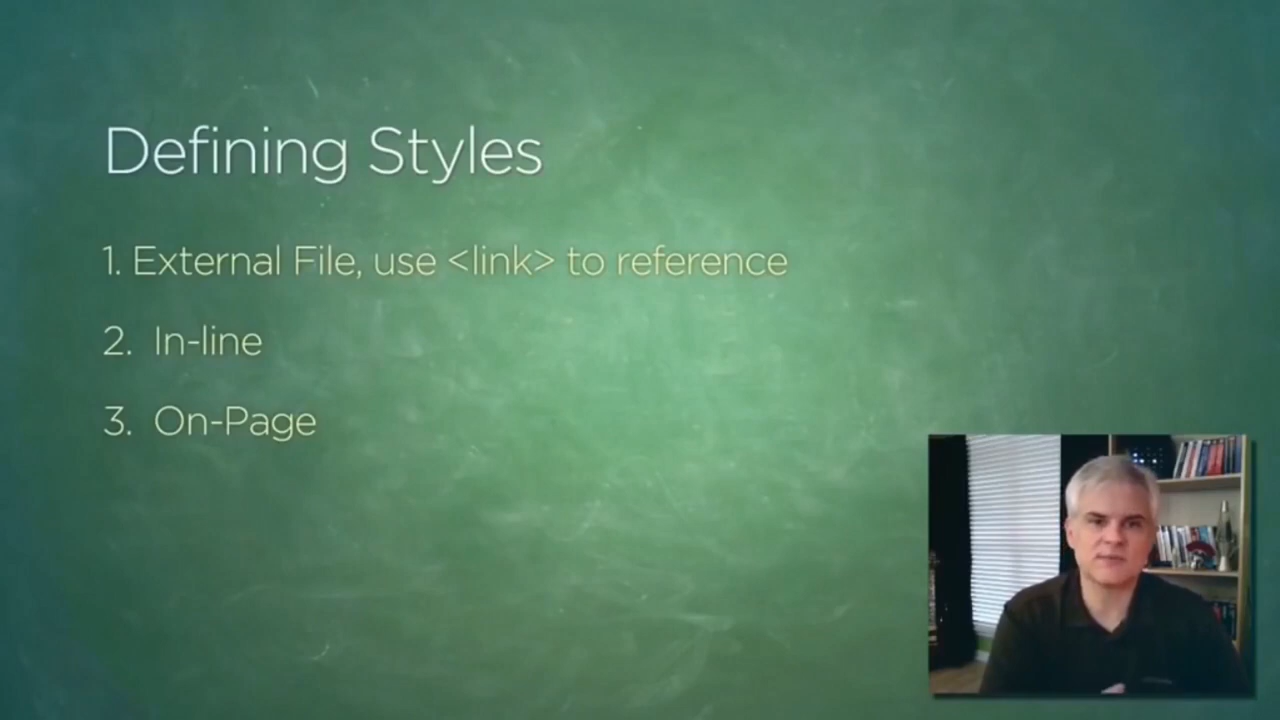 Defining Styles
1. External File, use <link> to reference
2. In-line
3. On-Page